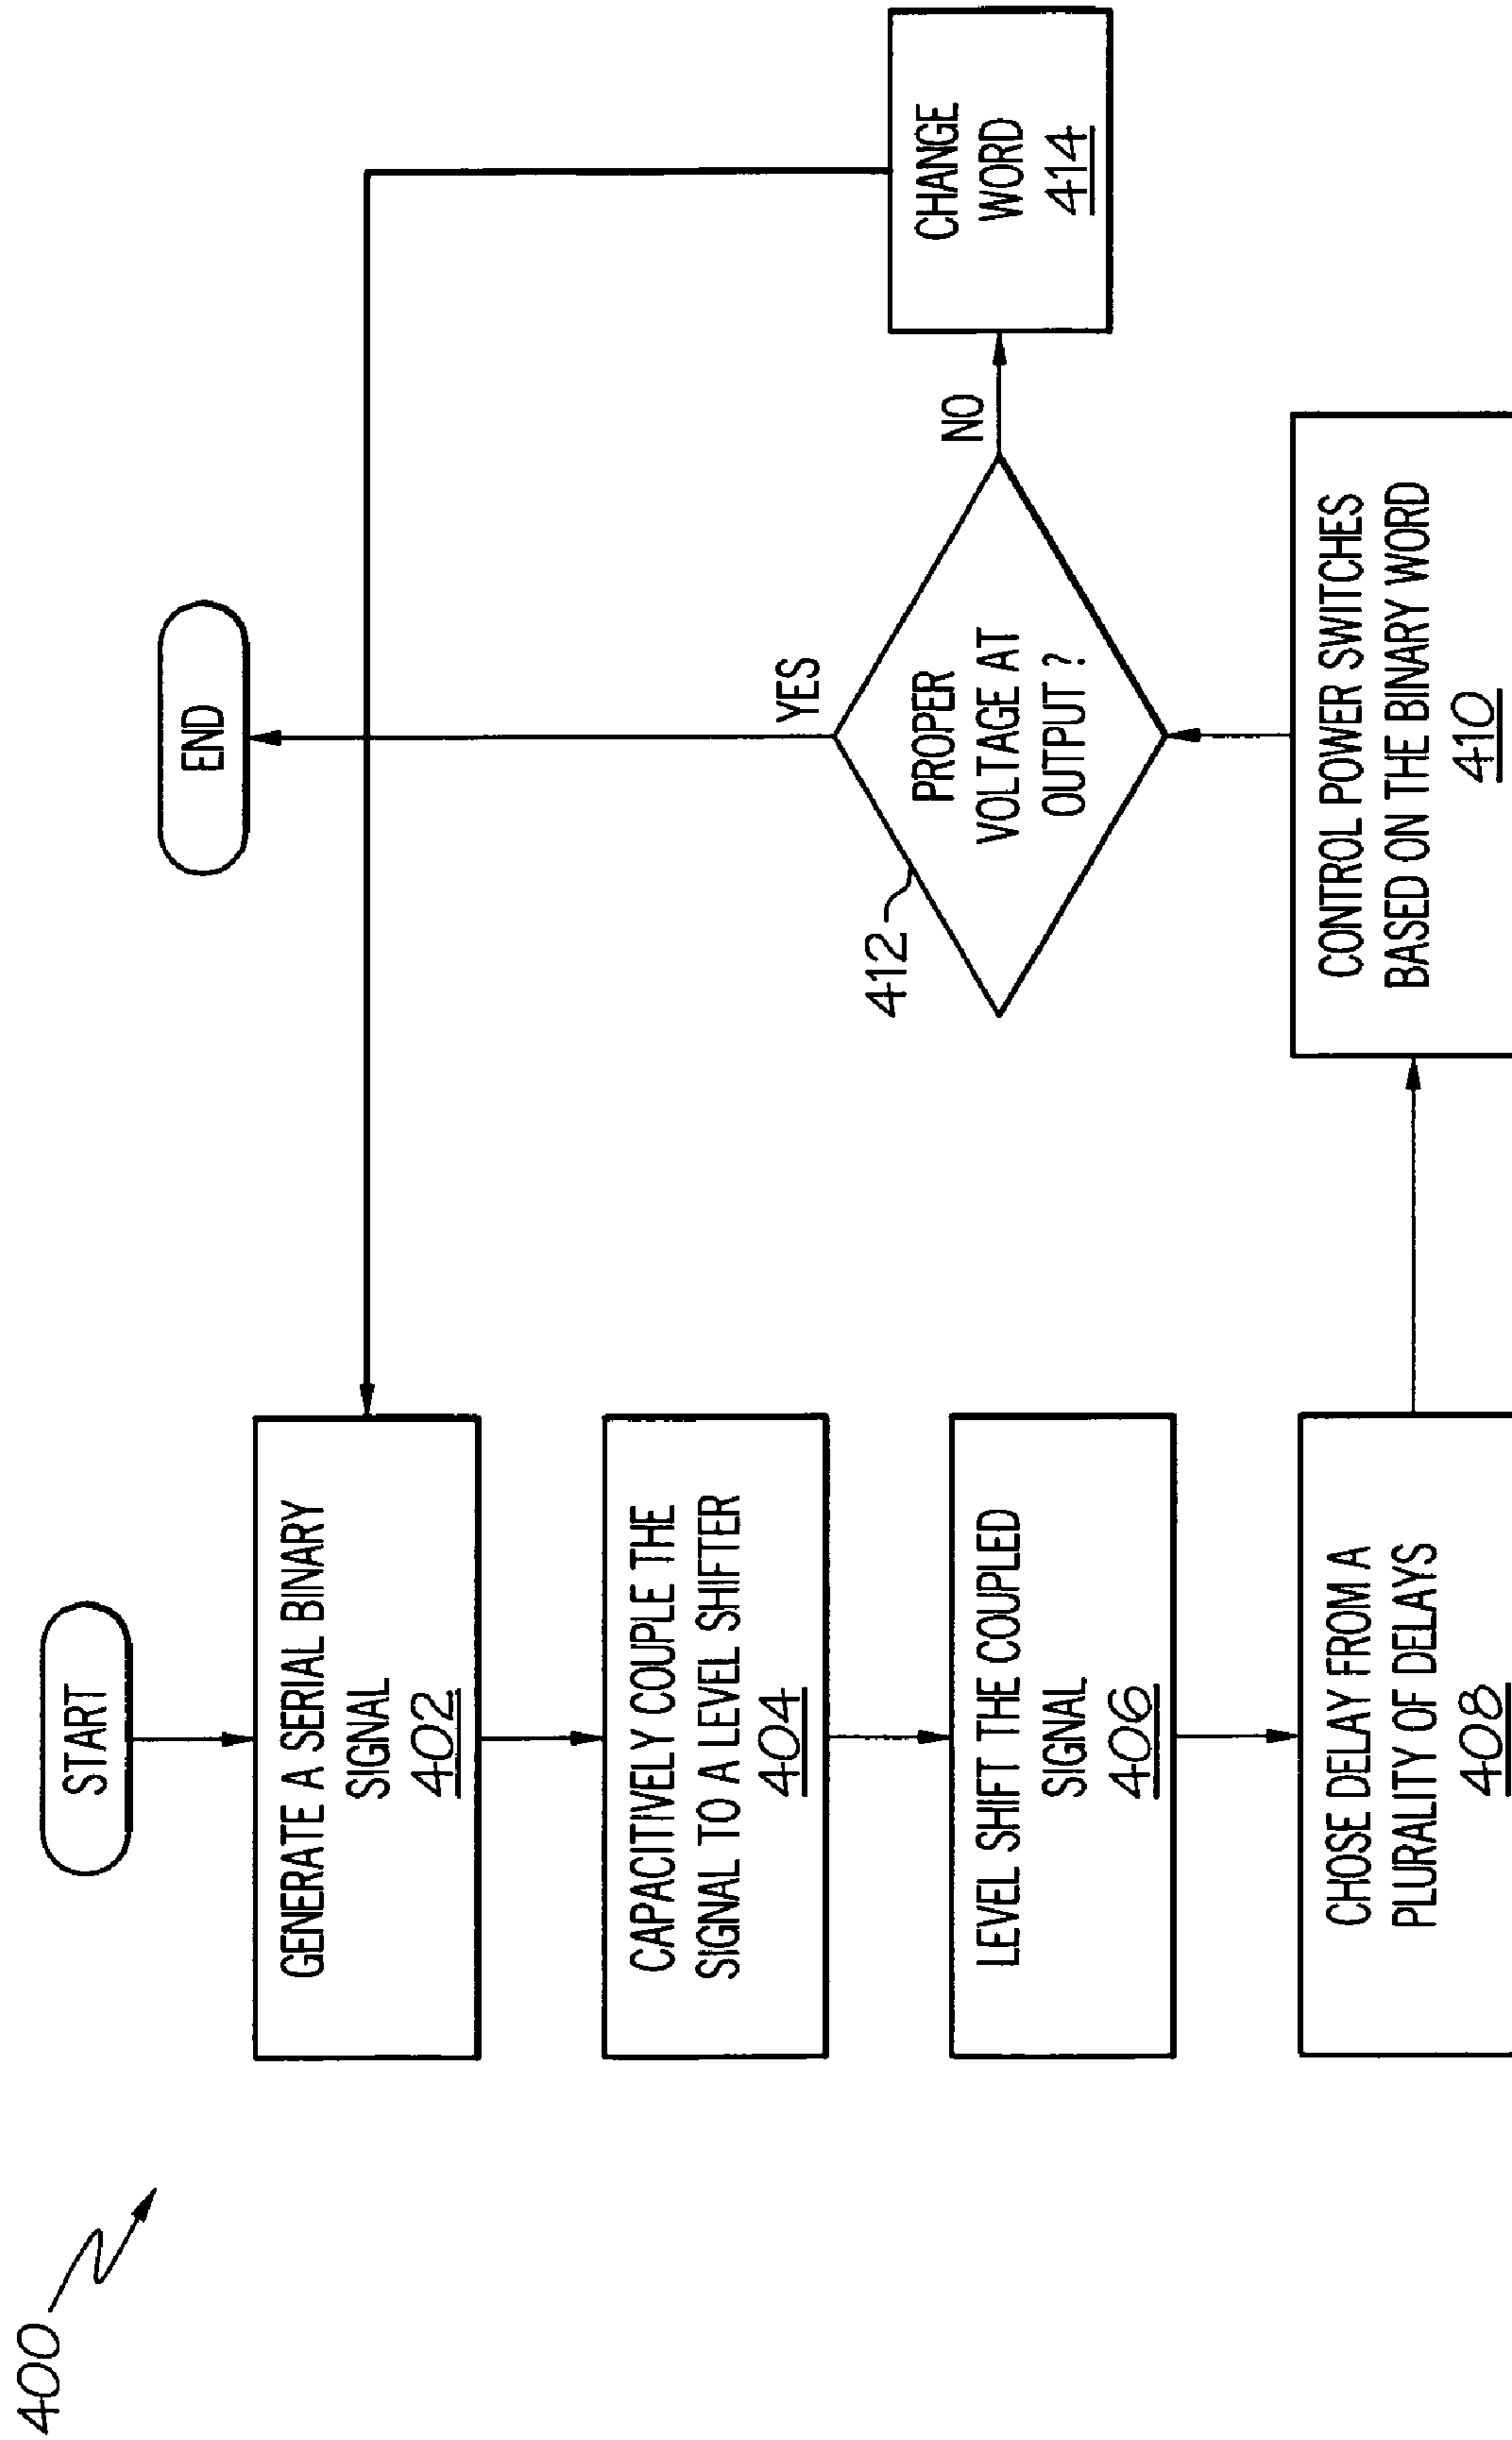 400
START
GENERATE A SERIAL BINARY
SIGNAL
402
CAPACITIVELY COUPLE THE
SIGNAL TO A LEVEL SHIFTER
404
LEVEL SHIFT THE COUPLED
SIGNAL
406
CHOSE DELAY FROM A
PLURALITY OF DELAYS
408
CONTROL POWER SWITCHES
BASED ON THE BINARY WORD
410
412
PROPER
VOLTAGE AT
OUTPUT ?
YES
NO
END
CHANGE
WORD
414